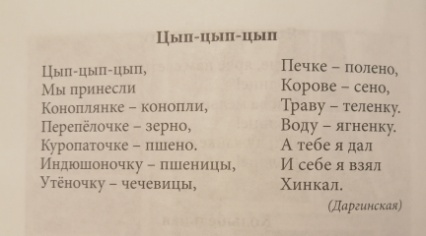 Цып-цып-цып
Цып-цып-цып,
Мы принесли
Коноплянке – конопли,
Перепёлочке – зерно,
Куропаточке – пшено.
Индюшоночку – пшеницы,
Утёночку – чечевицы,
Печке – полено,
Корове – сено,
Траву – теленку.
Воду – ягненку.
А тебе я дал
И себе я взял
Хинкал.
(Даргинская)